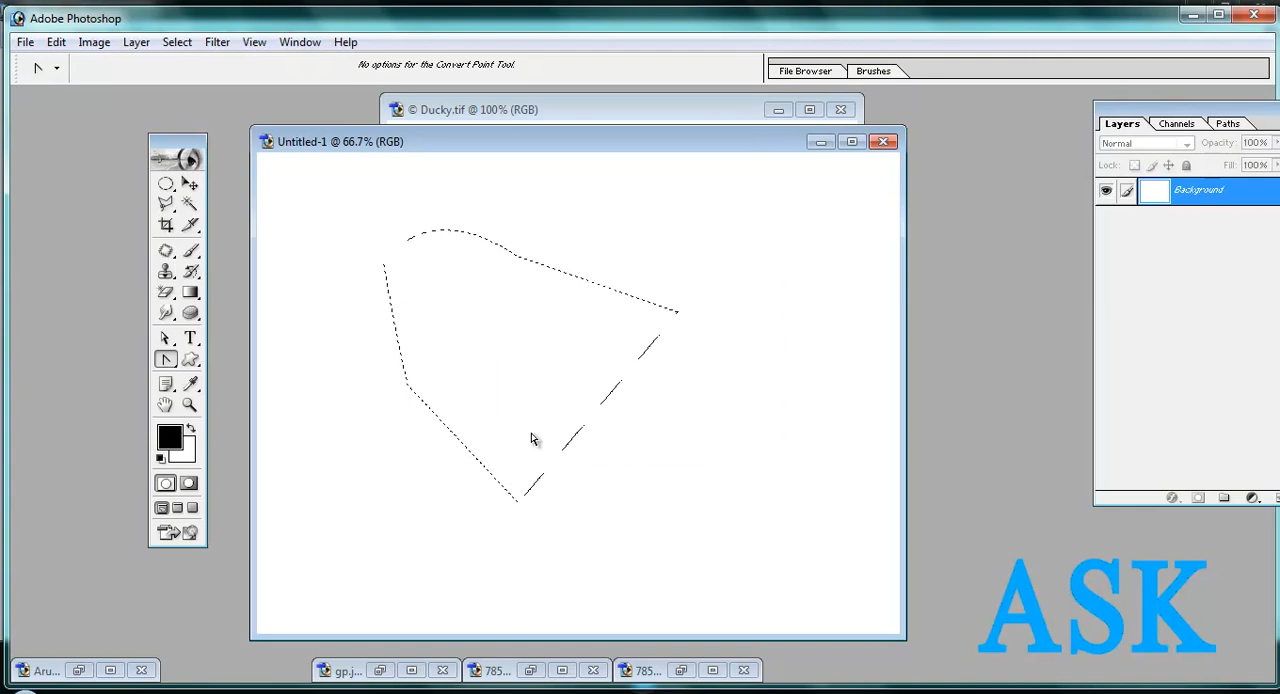 Adobe Photoshop
File Edit Image Layer Select Filter View Window Help
No options for the Convert Point Tool.
File Browser Brushes
© Ducky.tif @ 100% (RGB)
Untitled-1 @ 66.7% (RGB)
Layers Channels Paths
Normal Opacity: 100%
Lock: Fill: 100%
Background
T
ASK
Aru... gp.j... 785... 785...